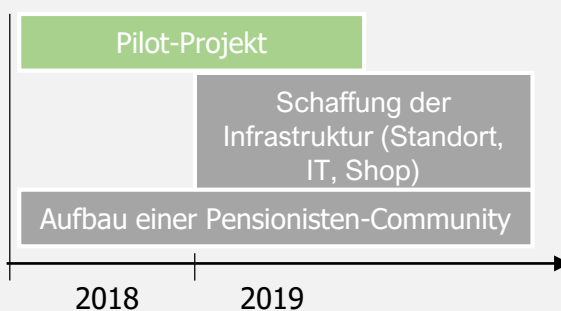 Pilot-Projekt
Schaffung der
Infrastruktur (Standort,
IT, Shop)
Aufbau einer Pensionisten-Community
2018 2019